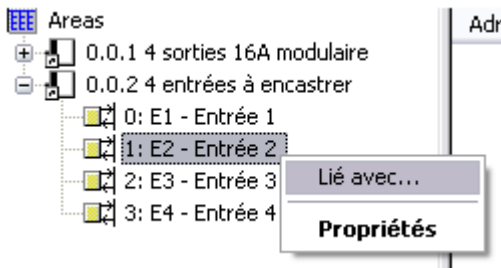 Areas
Adr
0.0.1 4 sorties 16A modulaire
0.0.2 4 entrées à encastrer
0: E1 - Entrée 1
1: E2 - Entrée 2
2: E3 - Entrée 3
3: E4 - Entrée 4
Lié avec...
Propriétés